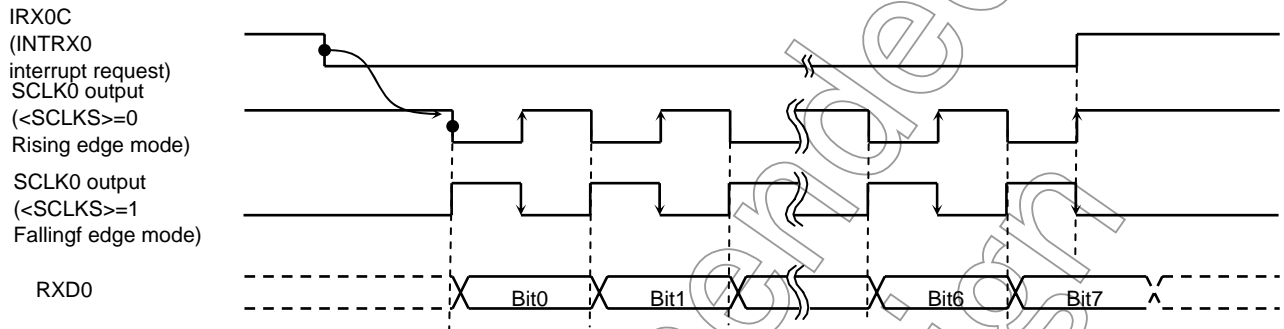 IRX0C
(INTRX0
interrupt request)
SCLK0 output
(<SCLKS>=0
Rising edge mode)
SCLK0 output
(<SCLKS>=1
Fallingf edge mode)
RXD0
Bit0
Bit1
Bit6
Bit7